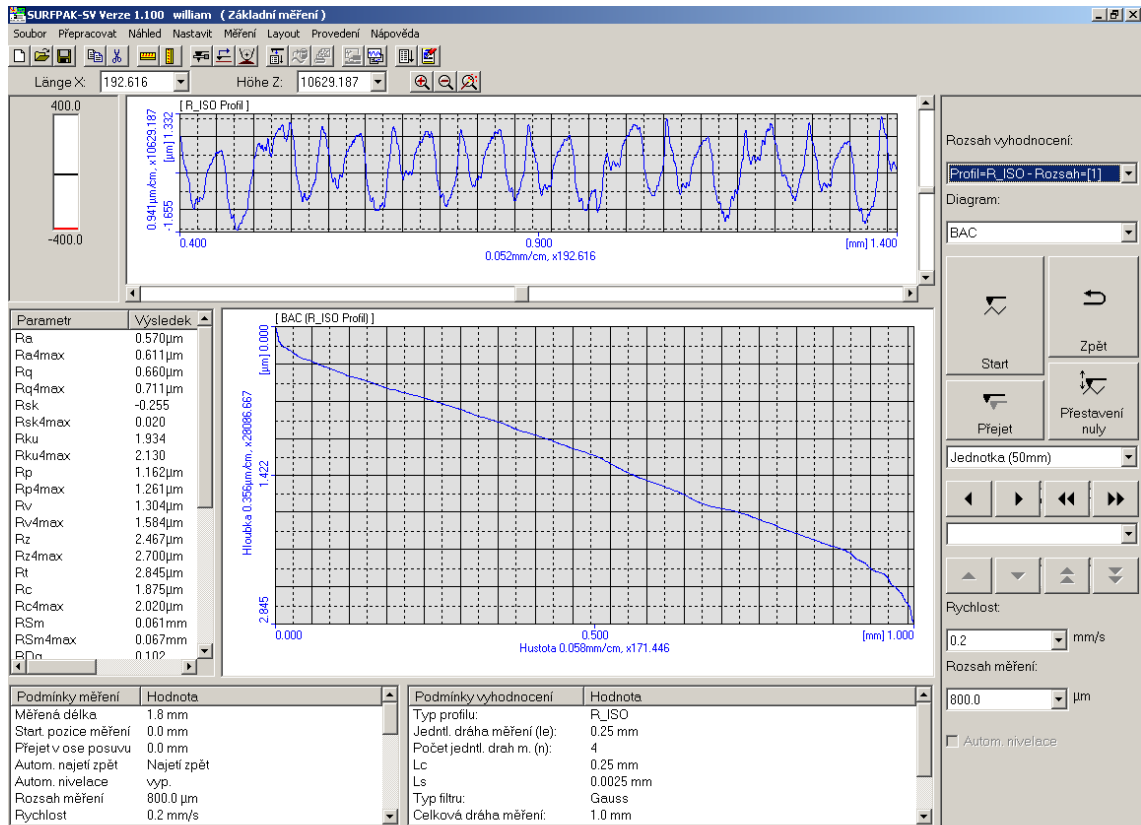 SURFPAK-SV Verze 1.100 william ( Základní měření )
Soubor Přepracovat Náhled Nastavit Měření Layout Provedení Nápověda
Länge X: 192.616 Höhe Z: 10629.187
400.0
-400.0
[ R_ISO Profil ]
0.941µm/cm, x10629.187
-1.655 [µm] 1.332
0.400 0.900 [mm] 1.400
0.052mm/cm, x192.616
Parametr Výsledek
Ra 0.570µm
Ra4max 0.611µm
Rq 0.660µm
Rq4max 0.711µm
Rsk -0.255
Rsk4max 0.020
Rku 1.934
Rku4max 2.130
Rp 1.162µm
Rp4max 1.261µm
Rv 1.304µm
Rv4max 1.584µm
Rz 2.467µm
Rz4max 2.700µm
Rt 2.845µm
Rc 1.875µm
Rc4max 2.020µm
RSm 0.061mm
RSm4max 0.067mm
RDq 0.102
[ BAC (R_ISO Profil) ]
Hloubka 0.356µm/cm, x28086.667
2.845 1.422 [µm] 0.000
0.000 0.500 [mm] 1.000
Hustota 0.058mm/cm, x171.446
Podmínky měření Hodnota
Měřená délka 1.8 mm
Start. pozice měření 0.0 mm
Přejet v ose posuvu 0.0 mm
Autom. najetí zpět Najetí zpět
Autom. nivelace vyp.
Rozsah měření 800.0 µm
Rychlost 0.2 mm/s
Podmínky vyhodnocení Hodnota
Typ profilu: R_ISO
Jedntl. dráha měření (le): 0.25 mm
Počet jedntl. drah m. (n): 4
Lc 0.25 mm
Ls 0.0025 mm
Typ filtru: Gauss
Celková dráha měření: 1.0 mm
Rozsah vyhodnocení:
Profil=R_ISO - Rozsah=[1]
Diagram:
BAC
Start
Zpět
Přejet
Přestavení
nuly
Jednotka (50mm)
Rychlost:
0.2 mm/s
Rozsah měření:
800.0 µm
Autom. nivelace